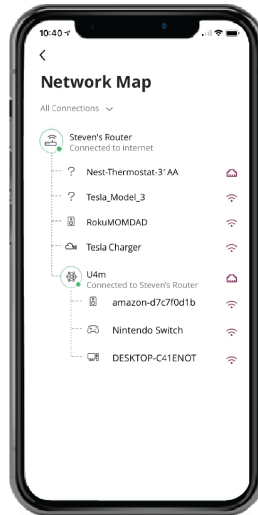 10:40
Network Map
All Connections
Steven's Router
Connected to internet
? Nest-Thermostat-31AA
? Tesla_Model_3
RokuMOMDAD
Tesla Charger
U4m
Connected to Steven's Router
amazon-d7c7f0d1b
Nintendo Switch
DESKTOP-C41ENOT